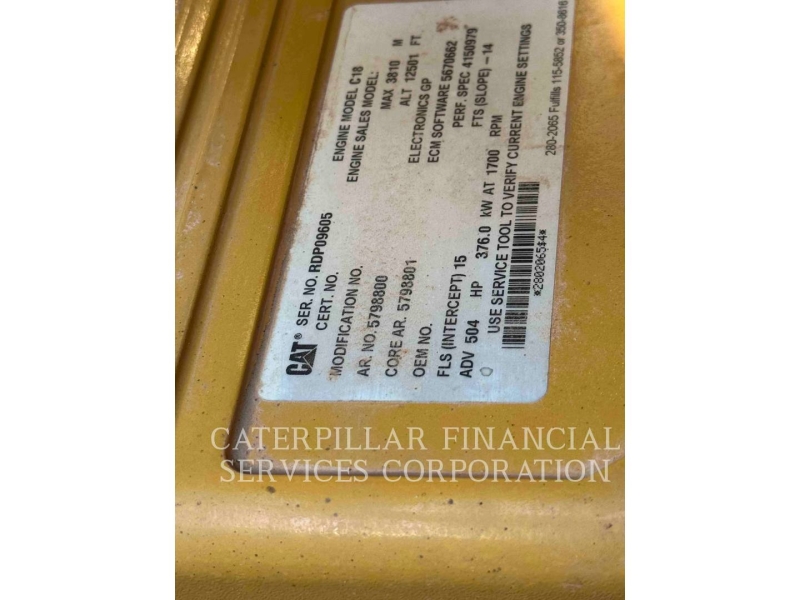 CAT® SER. NO. RDP09605 ENGINE MODEL C18
CERT. NO. ENGINE SALES MODEL:
MODIFICATION NO. MAX 3810 M
AR. NO. 5798800 ALT 12501 FT.
CORE AR. 5798801 ELECTRONICS GP
OEM NO. ECM SOFTWARE 5670662
PERF. SPEC 4150979
FLS (INTERCEPT) 15 FTS (SLOPE) -14
ADV 504 HP 376.0 kW AT 1700 RPM
USE SERVICE TOOL TO VERIFY CURRENT ENGINE SETTINGS
*2802065$4*
280-2065 Fulfills 115-5852 or 350-8616
CATERPILLAR FINANCIAL
SERVICES CORPORATION